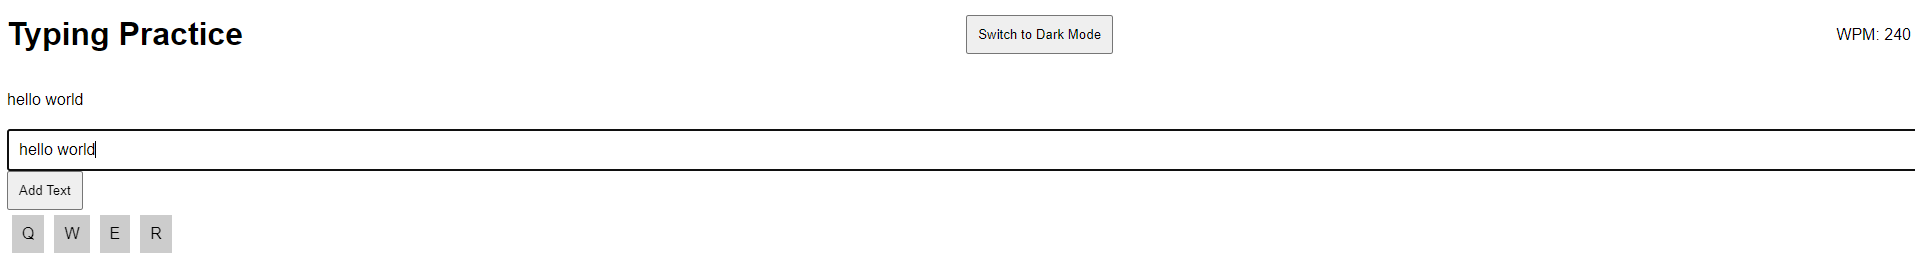 Typing Practice
Switch to Dark Mode
WPM: 240
hello world
hello world
Add Text
Q W E R